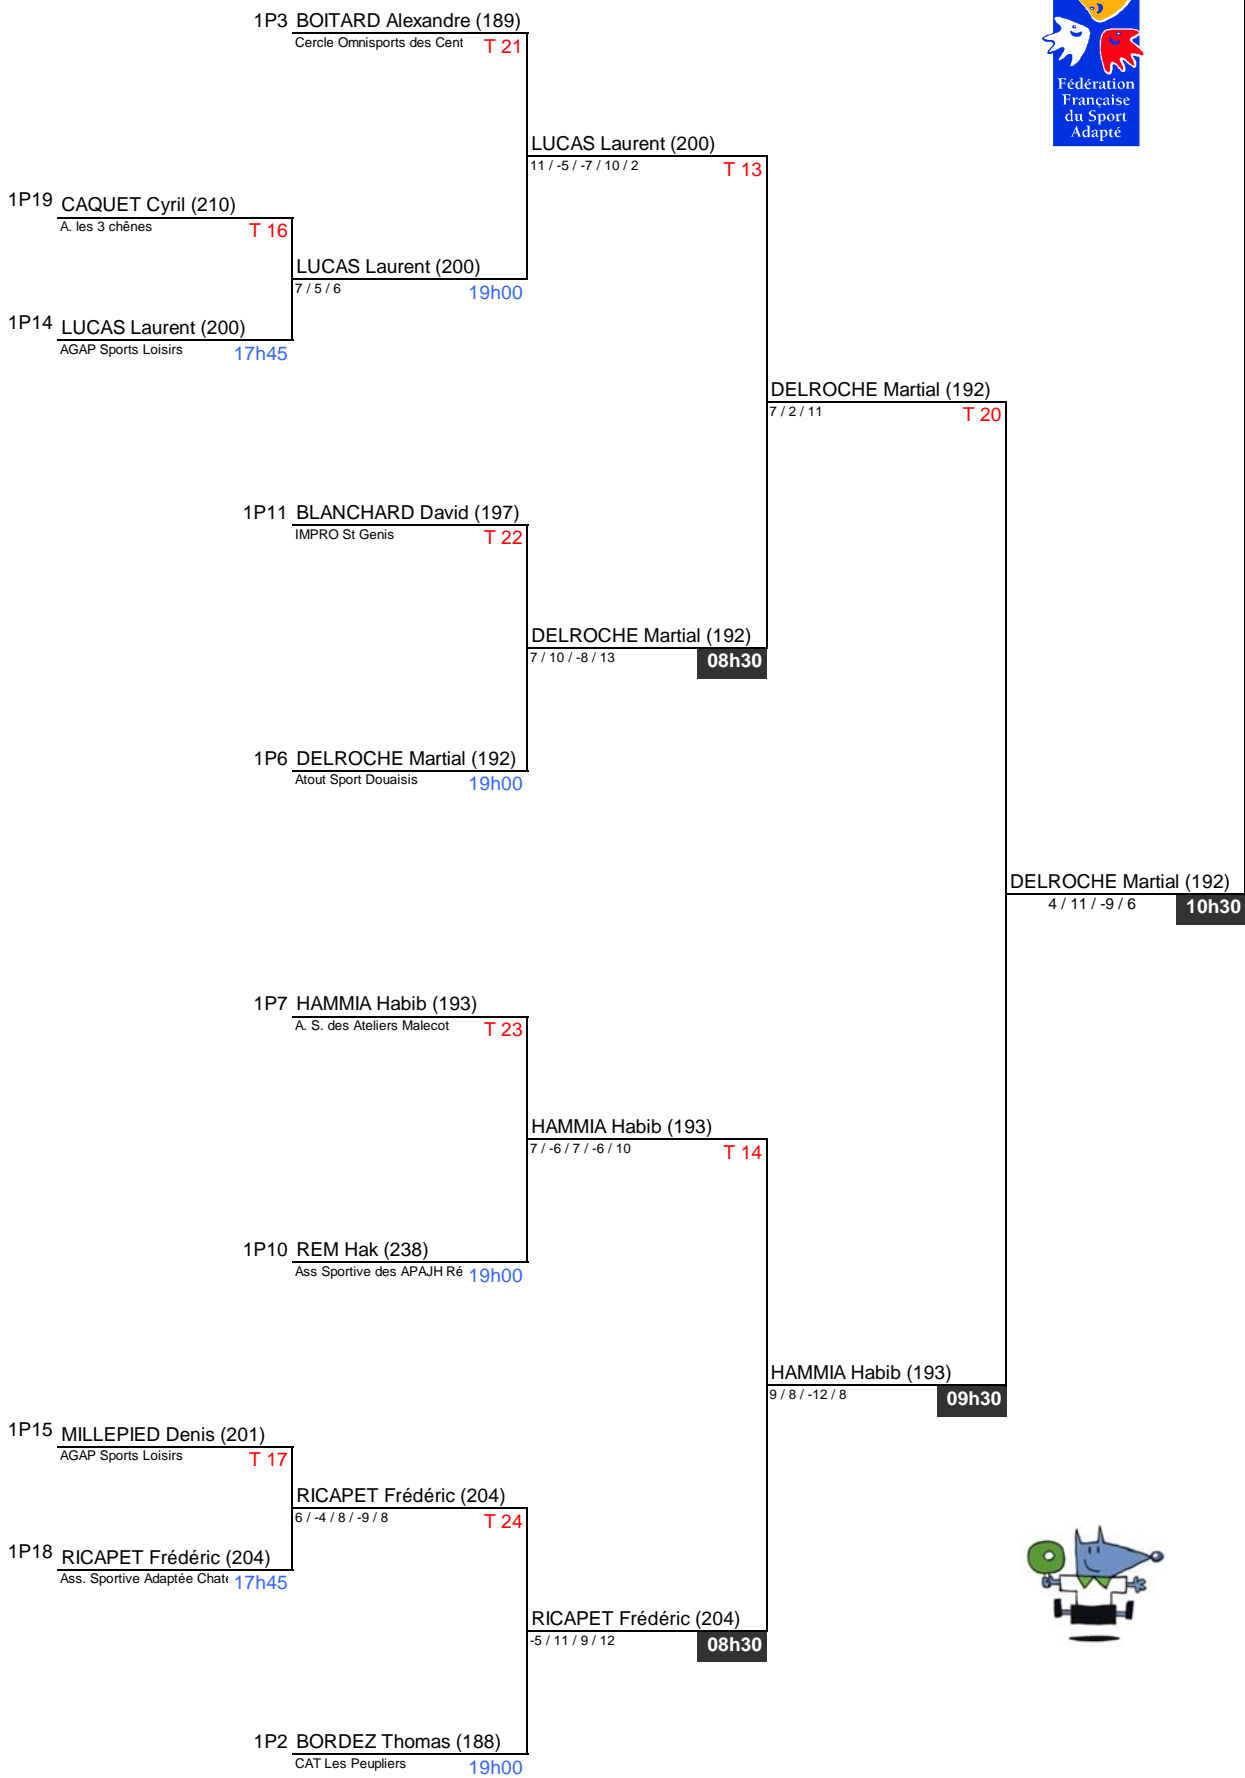 1P3 BOITARD Alexandre (189)
Cercle Omnisports des Cent T 21
Fédération
Française
du Sport
Adapté
LUCAS Laurent (200)
11 / -5 / -7 / 10 / 2 T 13
1P19 CAQUET Cyril (210)
A. les 3 chênes T 16
LUCAS Laurent (200)
7 / 5 / 6 19h00
1P14 LUCAS Laurent (200)
AGAP Sports Loisirs 17h45
DELROCHE Martial (192)
7 / 2 / 11 T 20
1P11 BLANCHARD David (197)
IMPRO St Genis T 22
DELROCHE Martial (192)
7 / 10 / -8 / 13 08h30
1P6 DELROCHE Martial (192)
Atout Sport Douaisis 19h00
DELROCHE Martial (192)
4 / 11 / -9 / 6 10h30
1P7 HAMMIA Habib (193)
A. S. des Ateliers Malecot T 23
HAMMIA Habib (193)
7 / -6 / 7 / -6 / 10 T 14
1P10 REM Hak (238)
Ass Sportive des APAJH Ré 19h00
HAMMIA Habib (193)
9 / 8 / -12 / 8 09h30
1P15 MILLEPIED Denis (201)
AGAP Sports Loisirs T 17
RICAPET Frédéric (204)
6 / -4 / 8 / -9 / 8 T 24
1P18 RICAPET Frédéric (204)
Ass. Sportive Adaptée Chate 17h45
RICAPET Frédéric (204)
-5 / 11 / 9 / 12 08h30
1P2 BORDEZ Thomas (188)
CAT Les Peupliers 19h00